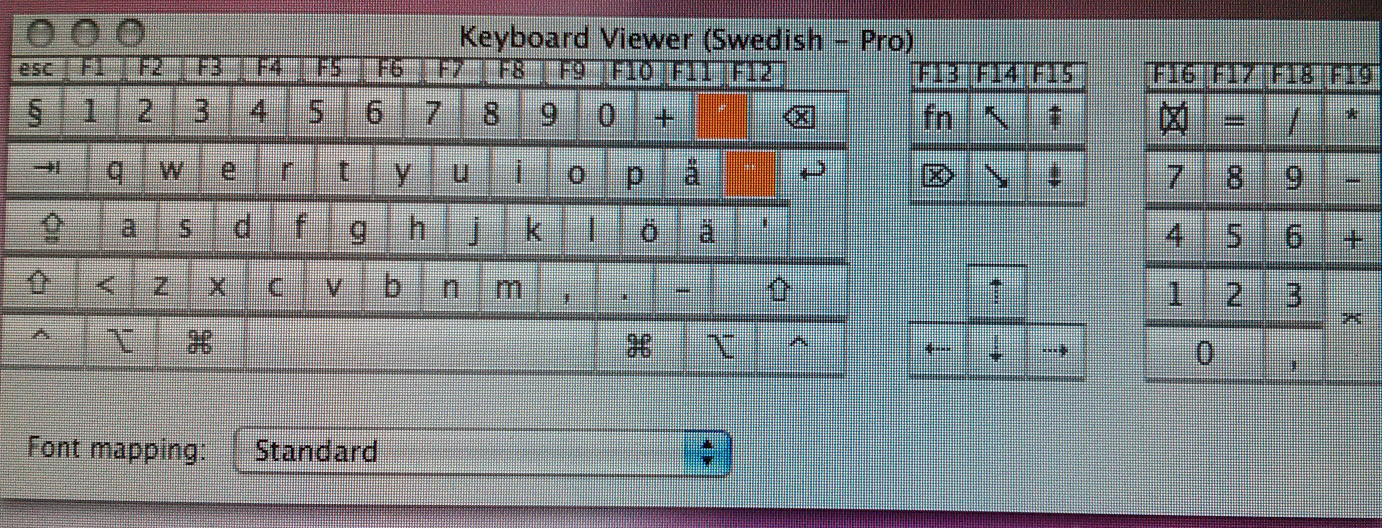 Keyboard Viewer (Swedish - Pro)
esc F1 F2 F3 F4 F5 F6 F7 F8 F9 F10 F11 F12 F13 F14 F15 F16 F17 F18 F19
§ 1 2 3 4 5 6 7 8 9 0 + ´ ⌫ fn ↖ ⇞ = / *
⇥ q w e r t y u i o p å ¨ ↩ ⌦ ↘ ⇟ 7 8 9 -
⇪ a s d f g h j k l ö ä ' 4 5 6 +
⇧ < z x c v b n m , . - ⇧ ⇡ 1 2 3 ⌤
^ ⌥ ⌘ ⌘ ⌥ ^ ⇠ ⇣ ⇢ 0 ,
Font mapping: Standard